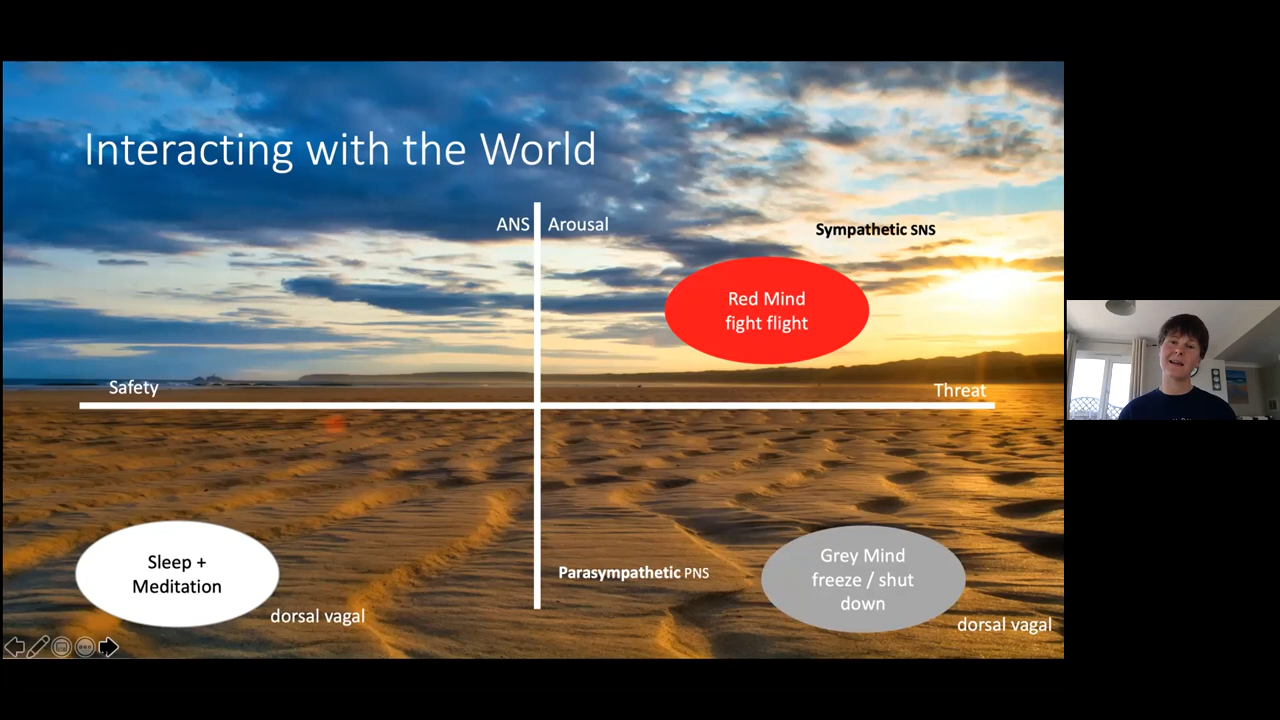 Interacting with the World
ANS Arousal
Sympathetic SNS
Red Mind
fight flight
Safety
Threat
Sleep +
Meditation
dorsal vagal
Parasympathetic PNS
Grey Mind
freeze / shut
down
dorsal vagal